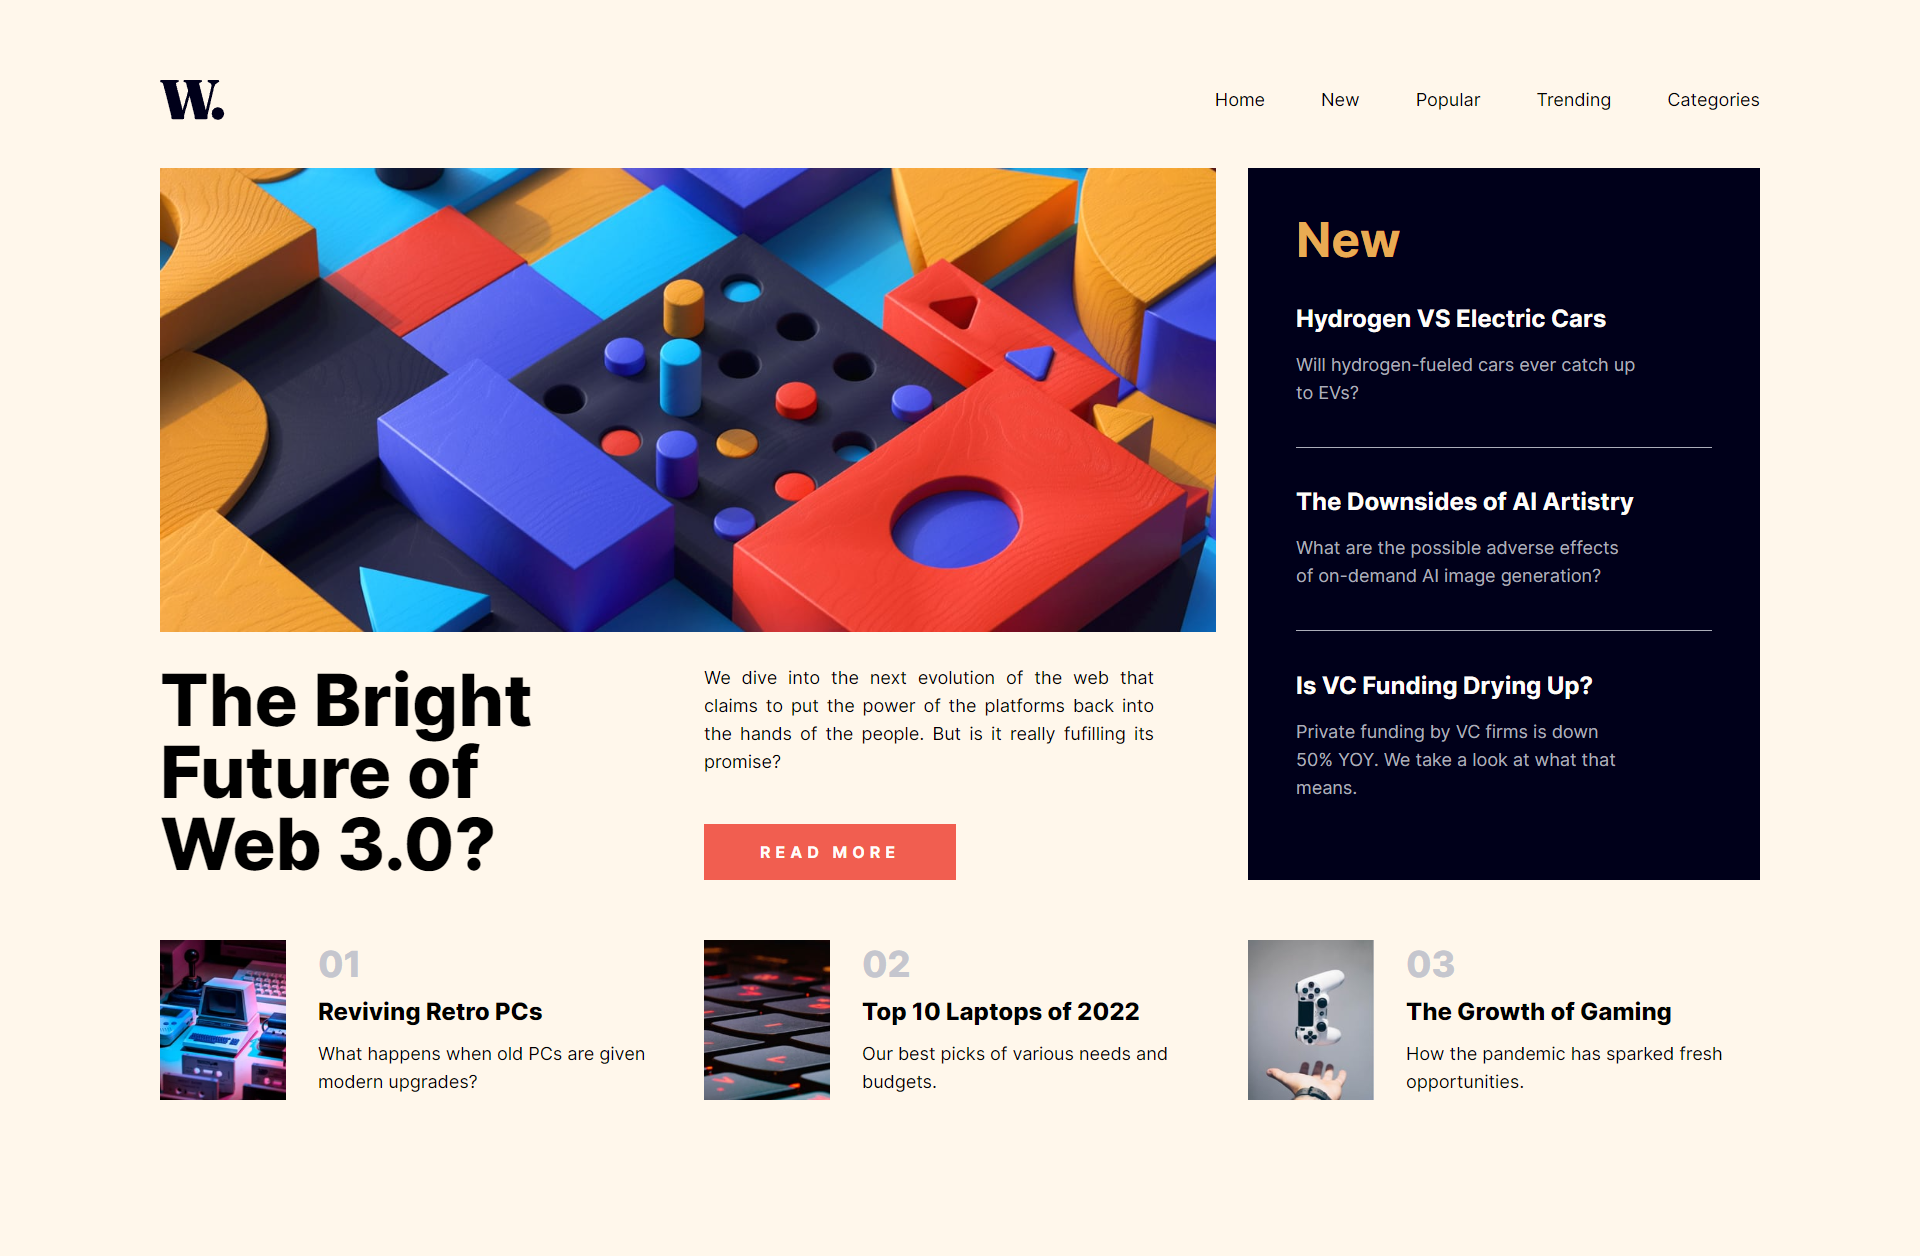 W.
Home New Popular Trending Categories
The Bright
Future of
Web 3.0?
We dive into the next evolution of the web that
claims to put the power of the platforms back into
the hands of the people. But is it really fufilling its
promise?
READ MORE
New
Hydrogen VS Electric Cars
Will hydrogen-fueled cars ever catch up
to EVs?
The Downsides of AI Artistry
What are the possible adverse effects
of on-demand AI image generation?
Is VC Funding Drying Up?
Private funding by VC firms is down
50% YOY. We take a look at what that
means.
01
Reviving Retro PCs
What happens when old PCs are given
modern upgrades?
02
Top 10 Laptops of 2022
Our best picks of various needs and
budgets.
03
The Growth of Gaming
How the pandemic has sparked fresh
opportunities.